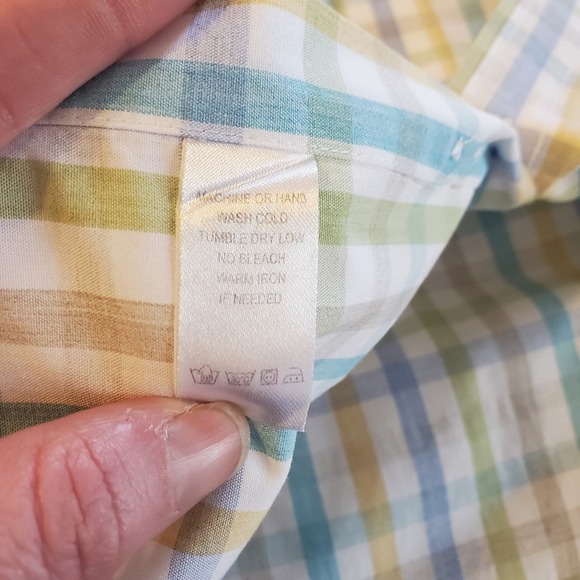 MACHINE OR HAND
WASH COLD
TUMBLE DRY LOW
NO BLEACH
WARM IRON
IF NEEDED